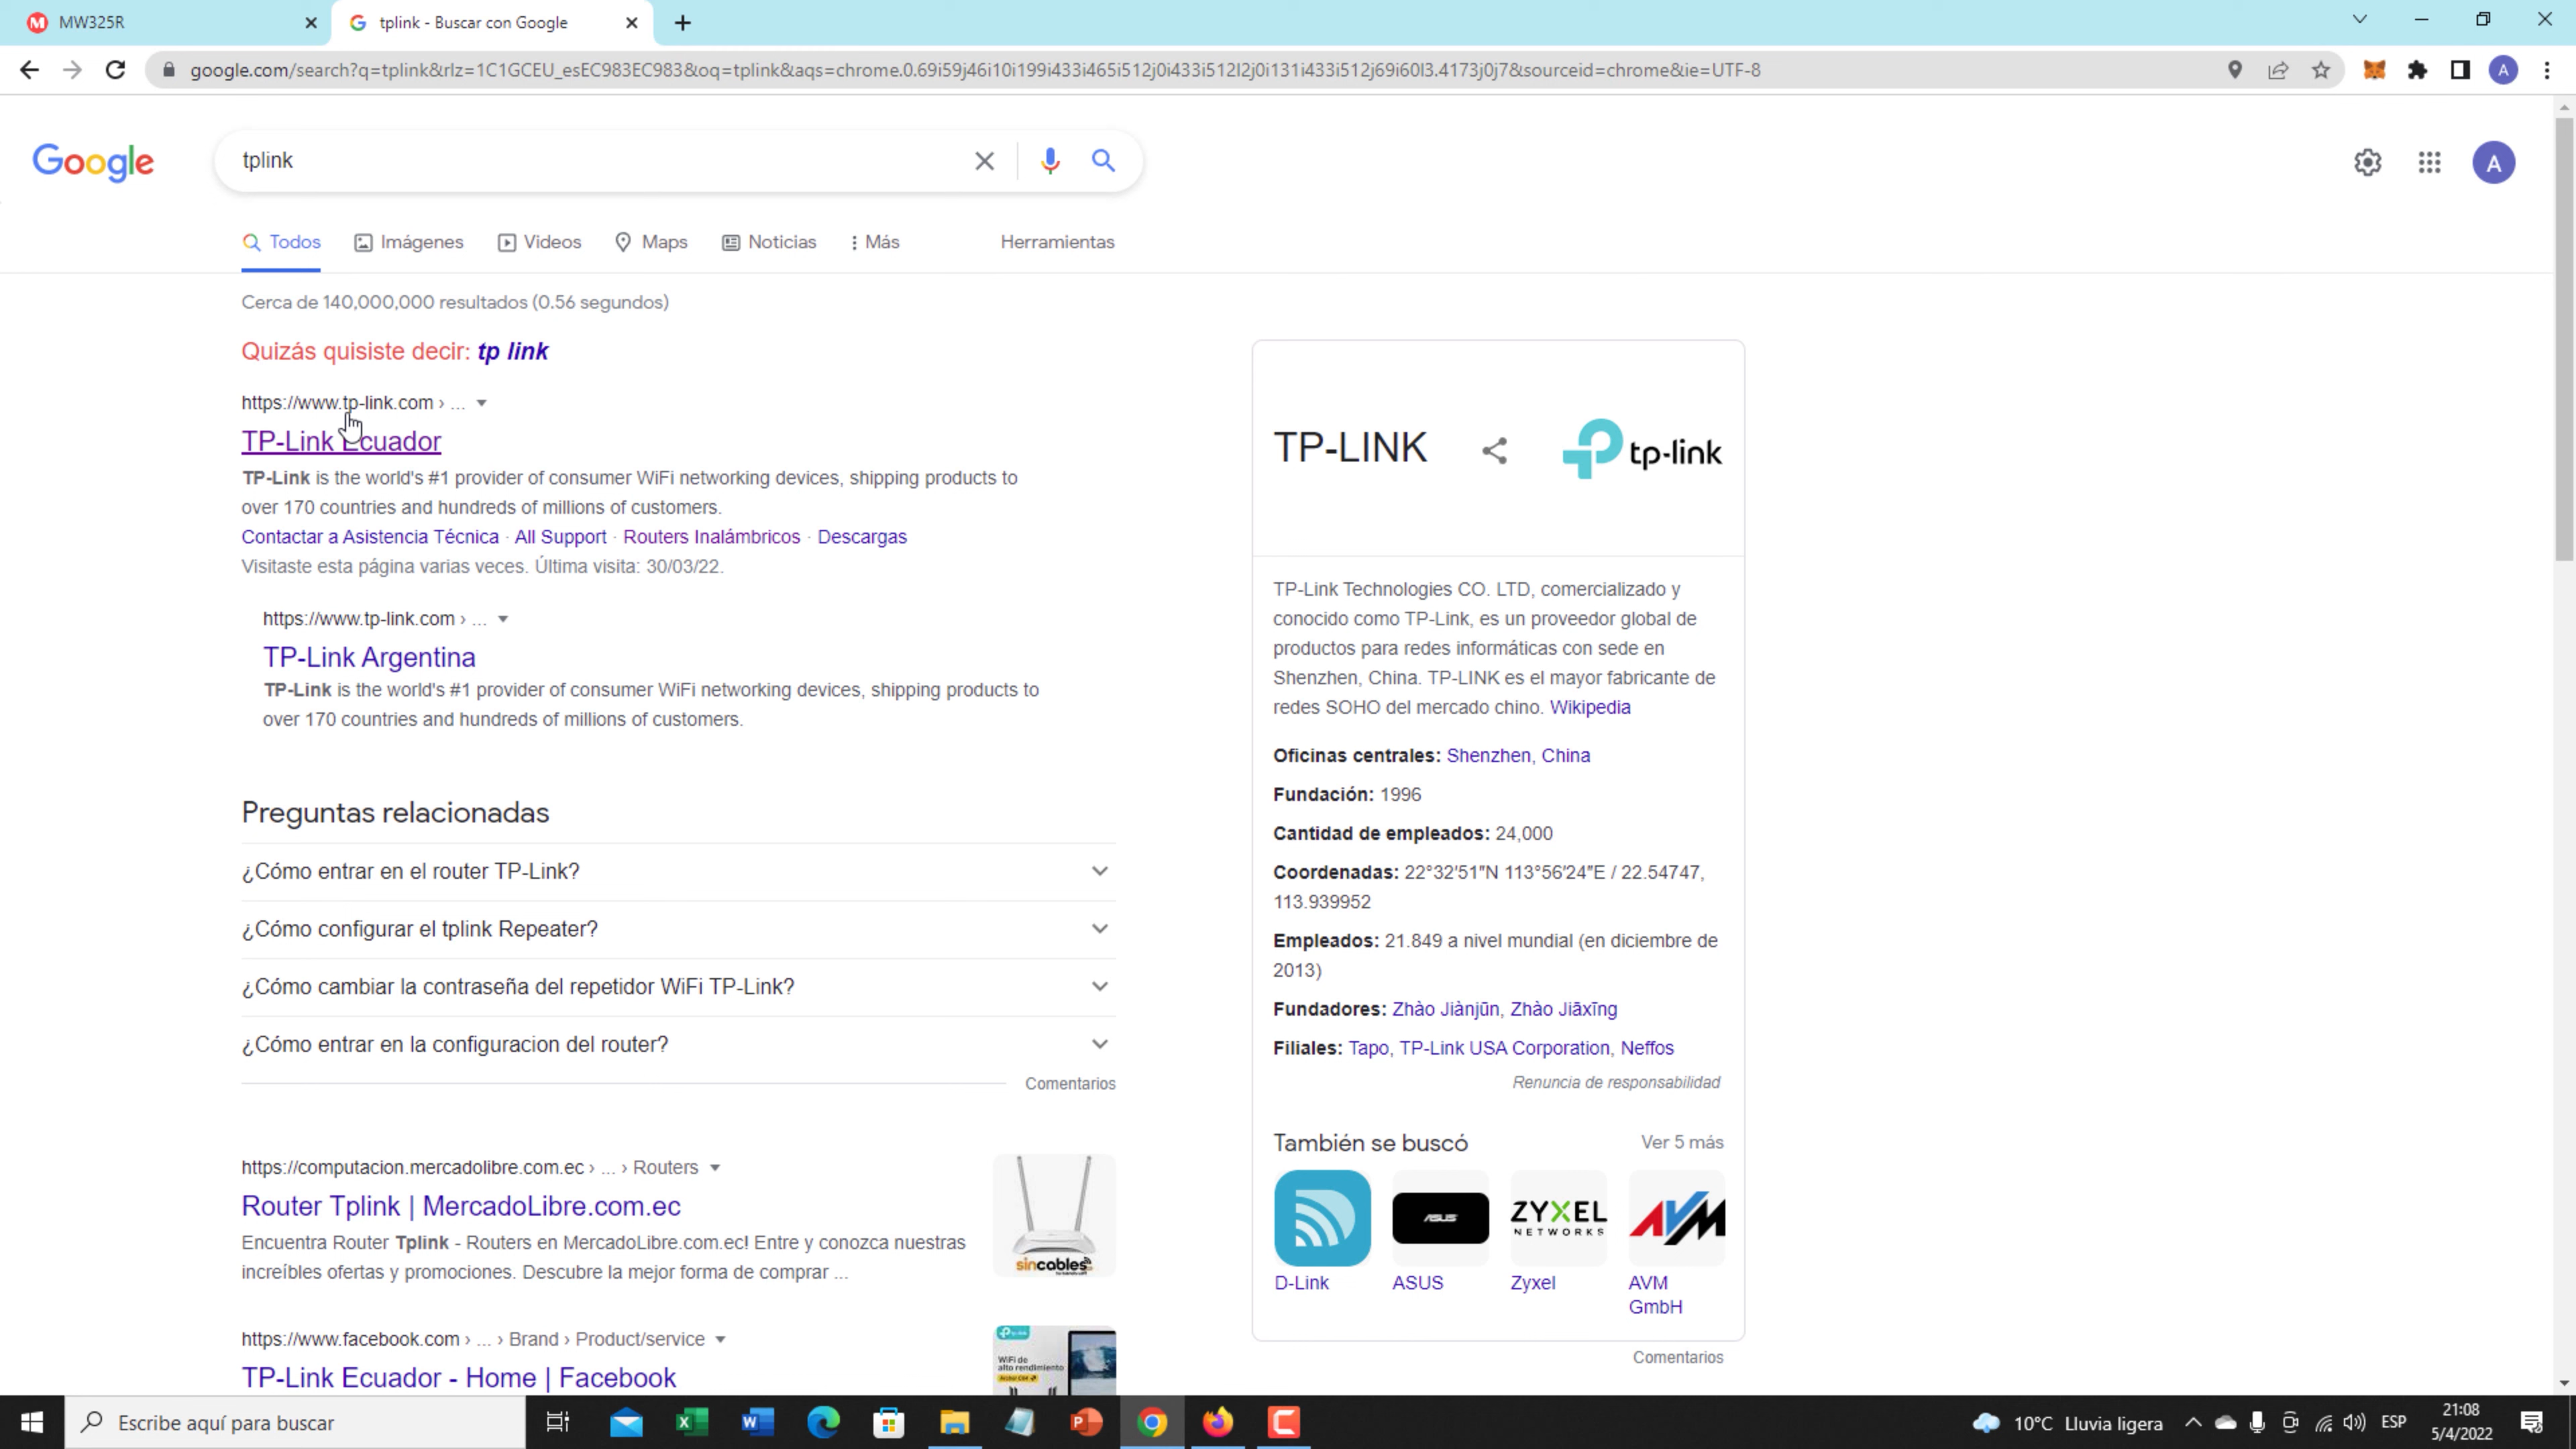 MW325R
tplink - Buscar con Google
google.com/search?q=tplink&rlz=1C1GCEU_esEC983EC983&oq=tplink&aqs=chrome.0.69i59j46i10i199i433i465i512j0i433i512l2j0i131i433i512j69i60l3.4173j0j7&sourceid=chrome&ie=UTF-8
A
Google
tplink
A
Todos
Imágenes
Videos
Maps
Noticias
Más
Herramientas
Cerca de 140,000,000 resultados (0.56 segundos)
Quizás quisiste decir: tp link
https://www.tp-link.com › ...
TP-Link Ecuador
TP-Link is the world's #1 provider of consumer WiFi networking devices, shipping products to
over 170 countries and hundreds of millions of customers.
Contactar a Asistencia Técnica · All Support · Routers Inalámbricos · Descargas
Visitaste esta página varias veces. Última visita: 30/03/22.
https://www.tp-link.com › ...
TP-Link Argentina
TP-Link is the world's #1 provider of consumer WiFi networking devices, shipping products to
over 170 countries and hundreds of millions of customers.
Preguntas relacionadas
¿Cómo entrar en el router TP-Link?
¿Cómo configurar el tplink Repeater?
¿Cómo cambiar la contraseña del repetidor WiFi TP-Link?
¿Cómo entrar en la configuracion del router?
Comentarios
https://computacion.mercadolibre.com.ec › ... › Routers
Router Tplink | MercadoLibre.com.ec
Encuentra Router Tplink - Routers en MercadoLibre.com.ec! Entre y conozca nuestras
increíbles ofertas y promociones. Descubre la mejor forma de comprar ...
sincables
https://www.facebook.com › ... › Brand › Product/service
TP-Link Ecuador - Home | Facebook
WiFi de
alto rendimiento
TP-LINK
tp-link
TP-Link Technologies CO. LTD, comercializado y
conocido como TP-Link, es un proveedor global de
productos para redes informáticas con sede en
Shenzhen, China. TP-LINK es el mayor fabricante de
redes SOHO del mercado chino. Wikipedia
Oficinas centrales: Shenzhen, China
Fundación: 1996
Cantidad de empleados: 24,000
Coordenadas: 22°32′51″N 113°56′24″E / 22.54747,
113.939952
Empleados: 21.849 a nivel mundial (en diciembre de
2013)
Fundadores: Zhào Jiànjūn, Zhào Jiāxīng
Filiales: Tapo, TP-Link USA Corporation, Neffos
Renuncia de responsabilidad
También se buscó
Ver 5 más
ASUS
ZYXEL
NETWORKS
AVM
D-Link
ASUS
Zyxel
AVM
GmbH
Comentarios
Escribe aquí para buscar
10°C Lluvia ligera
ESP
21:08
5/4/2022